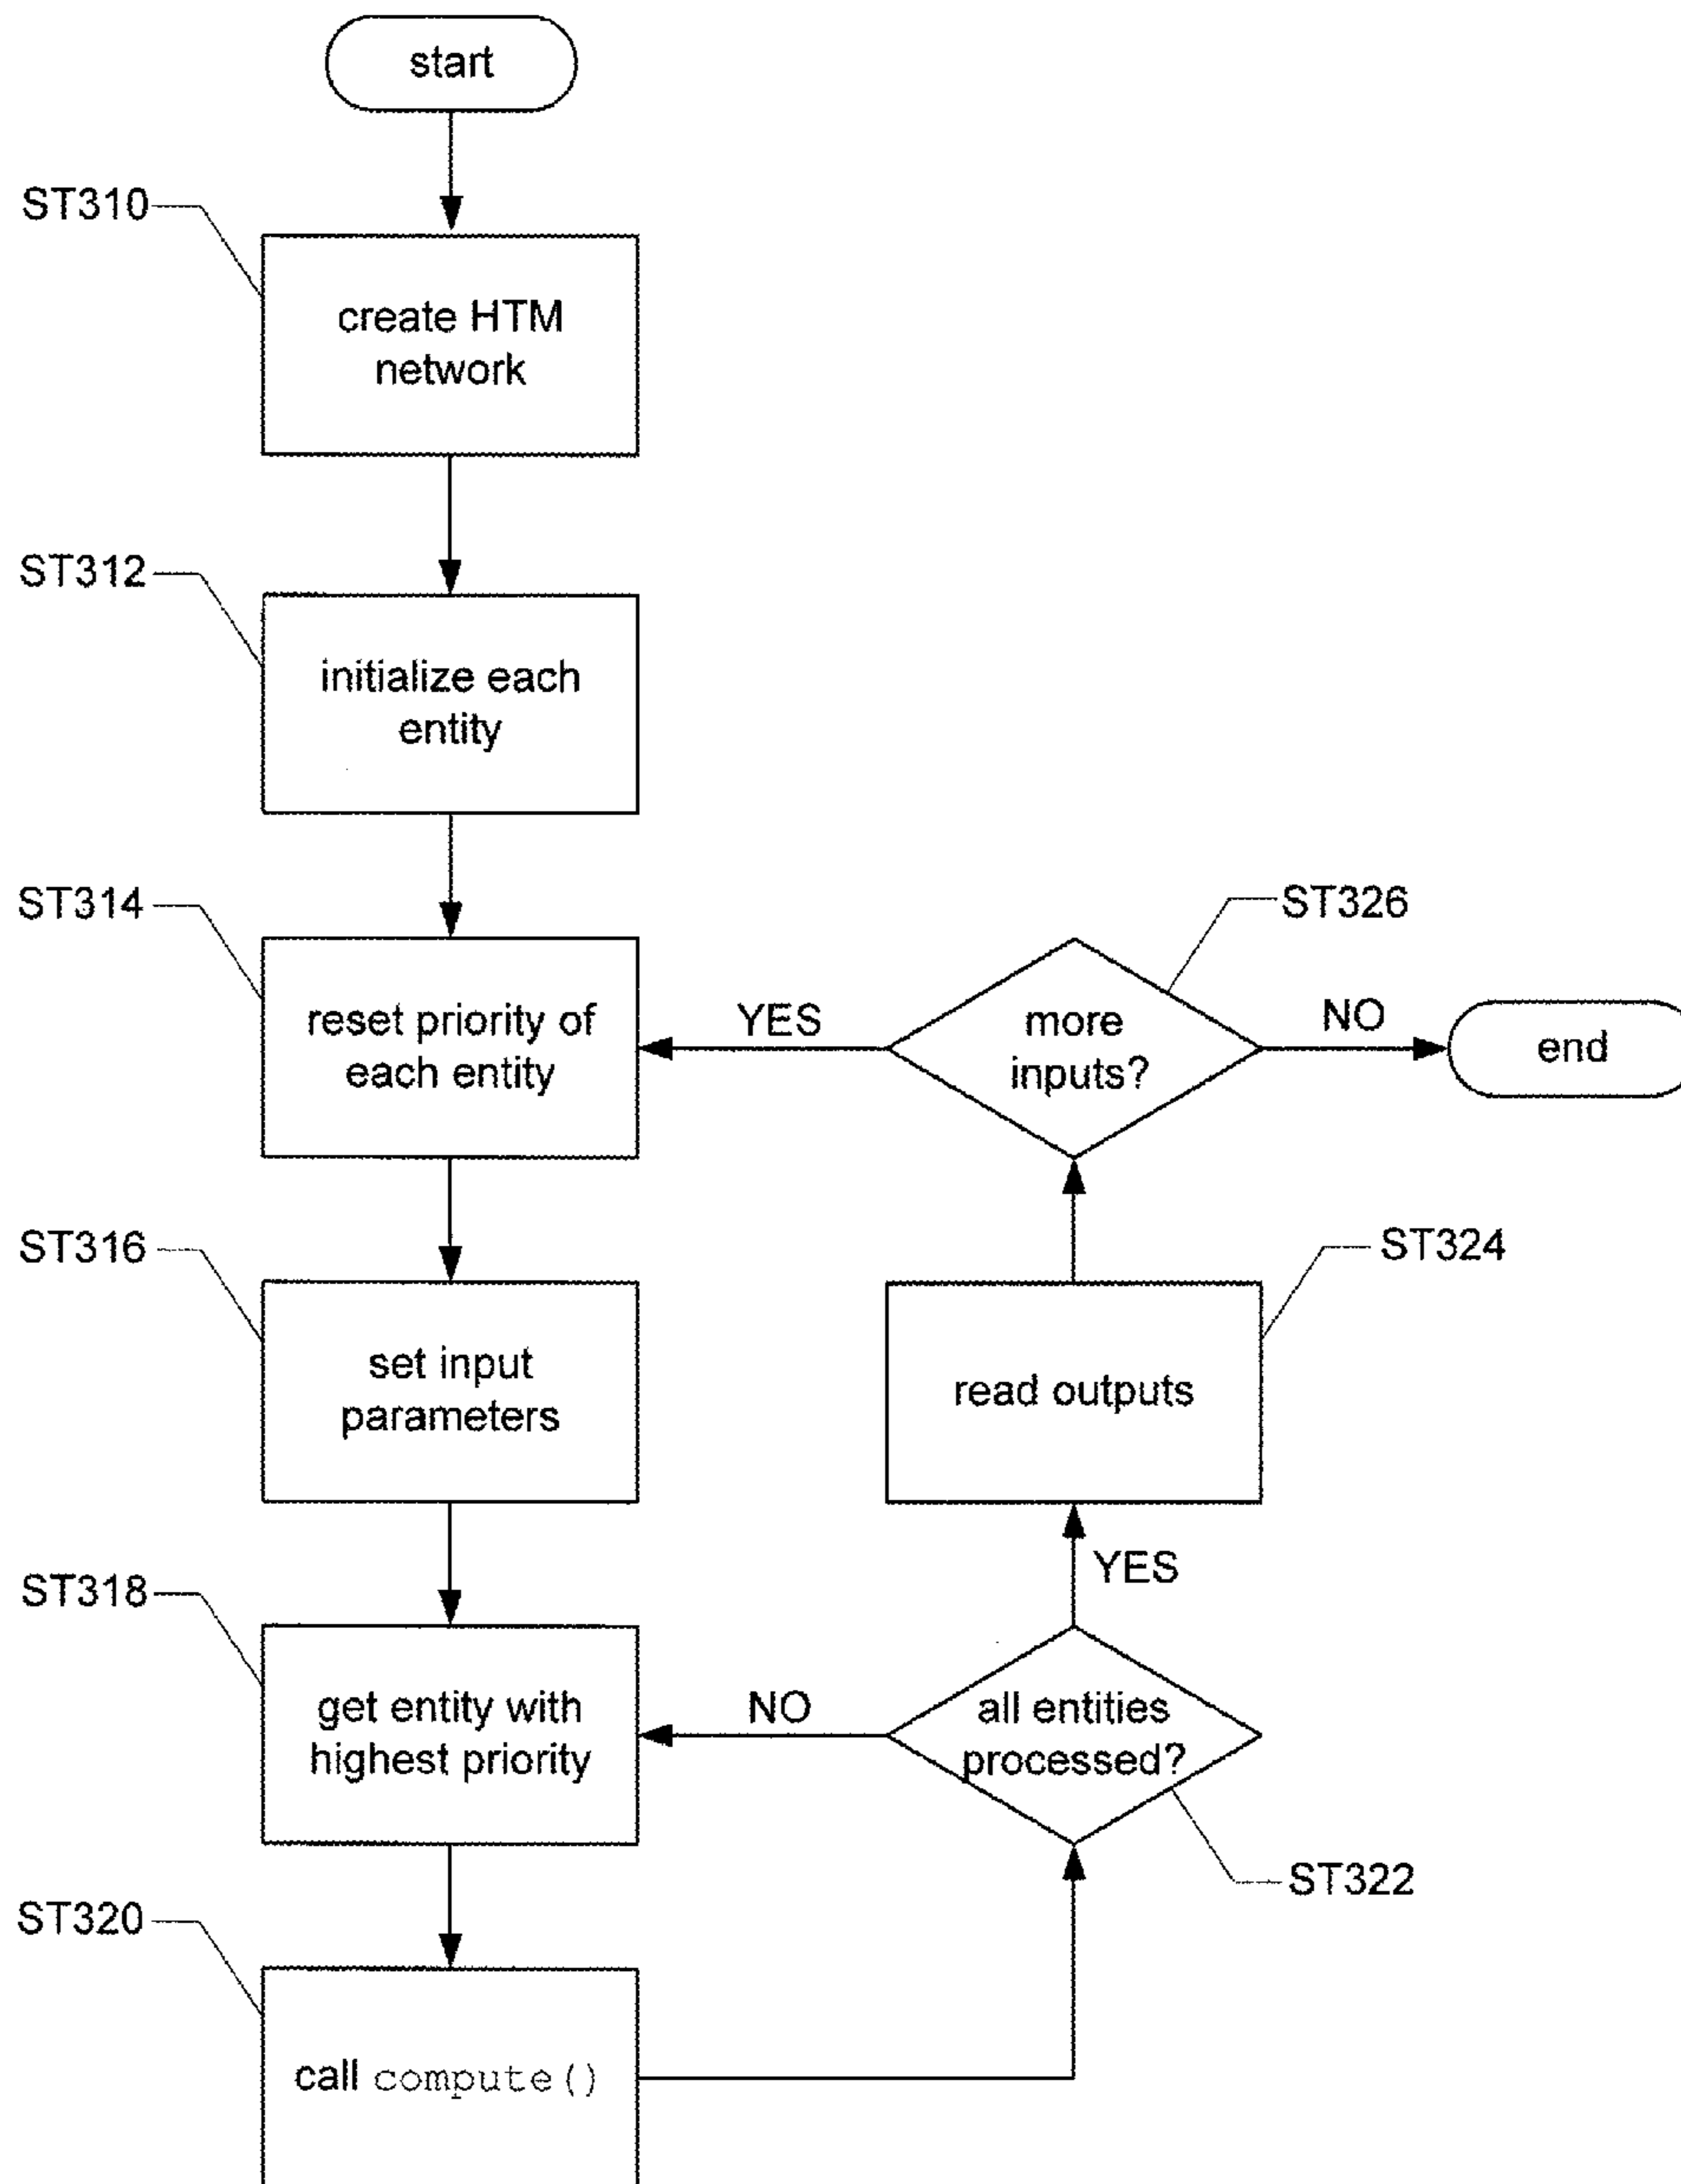 start
ST310
create HTM
network
ST312
initialize each
entity
ST314
reset priority of
each entity
YES
more
inputs?
ST326
NO
end
ST316
set input
parameters
read outputs
ST324
YES
ST318
get entity with
highest priority
NO
all entities
processed?
ST322
ST320
call compute()